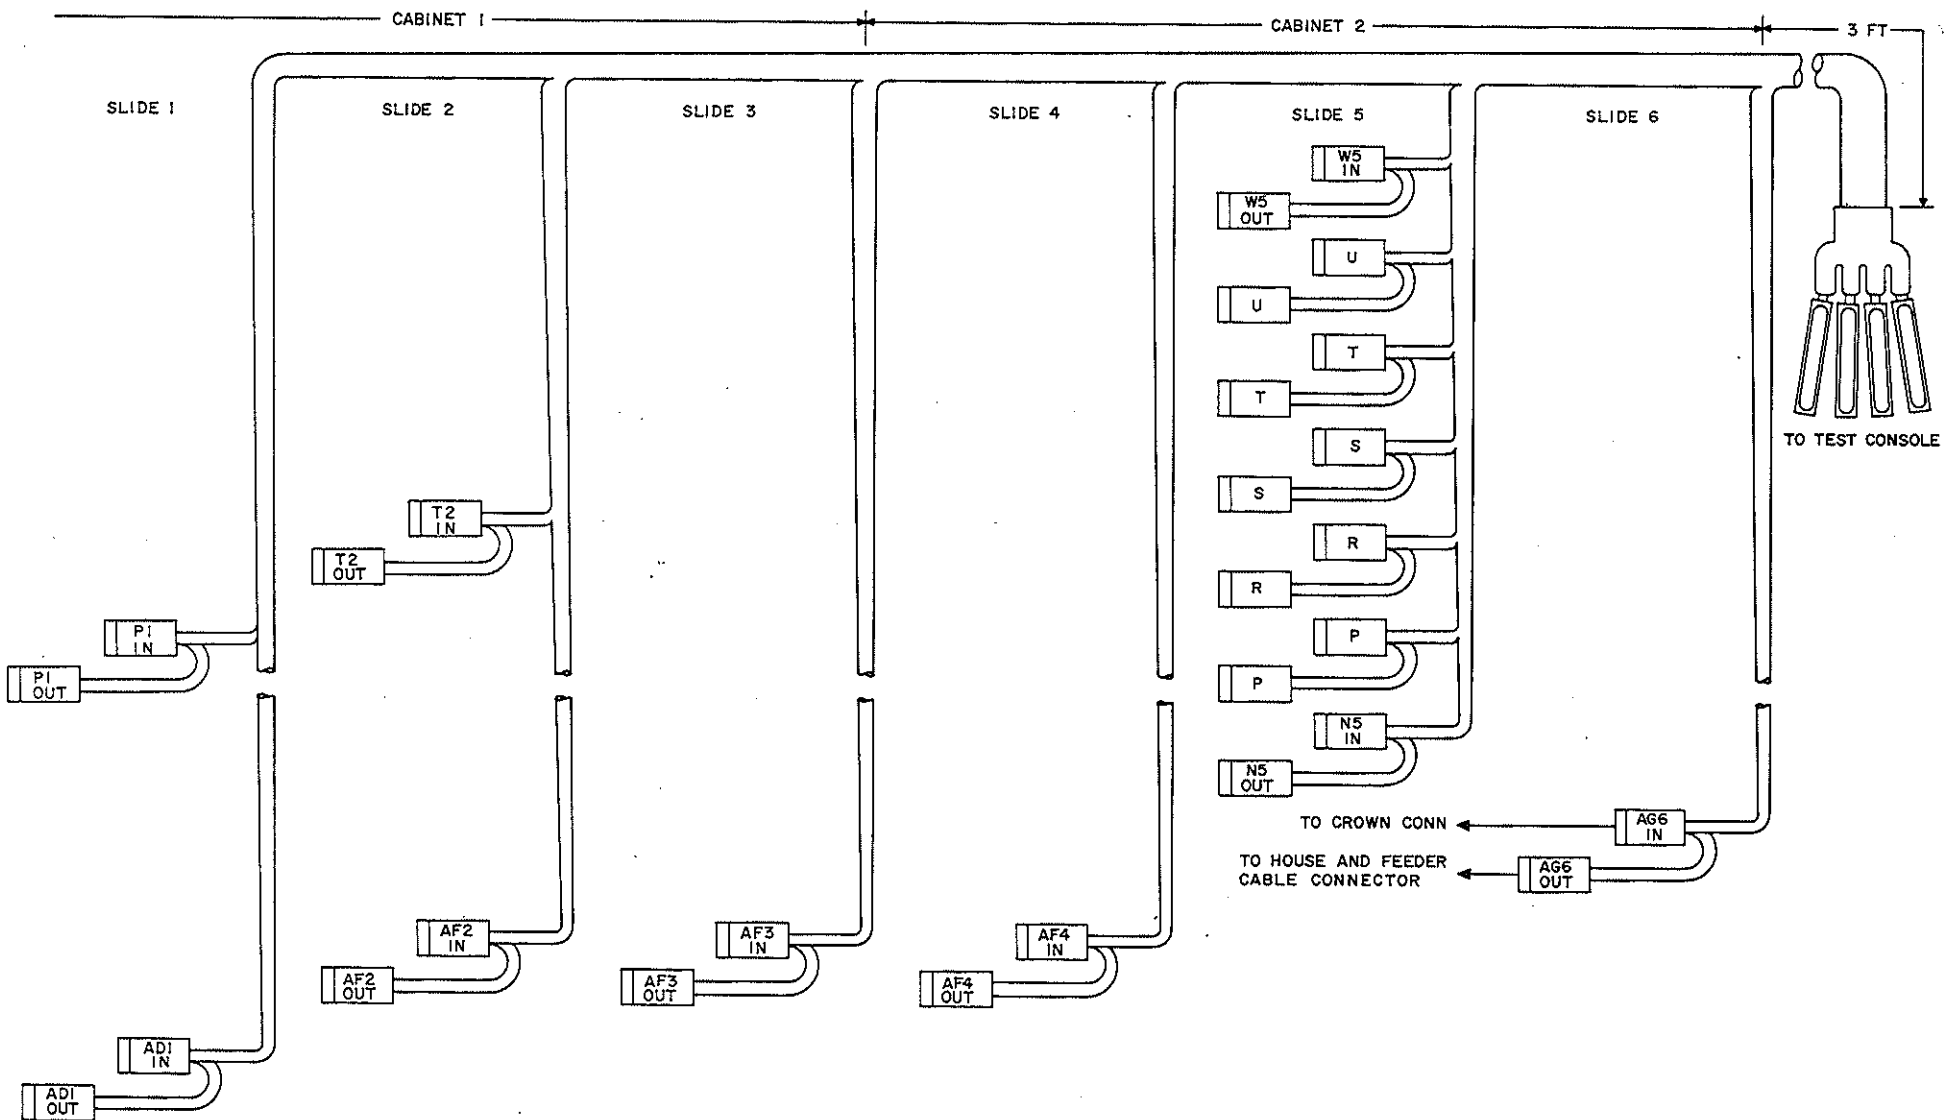 CABINET 1
CABINET 2
3 FT
SLIDE 1
SLIDE 2
SLIDE 3
SLIDE 4
SLIDE 5
SLIDE 6
W5
IN
W5
OUT
U
U
T
T
S
S
R
R
P
P
N5
IN
N5
OUT
TO TEST CONSOLE
T2
IN
T2
OUT
P1
IN
P1
OUT
TO CROWN CONN
AG6
IN
TO HOUSE AND FEEDER
CABLE CONNECTOR
AG6
OUT
AF2
IN
AF2
OUT
AF3
IN
AF3
OUT
AF4
IN
AF4
OUT
AD1
IN
AD1
OUT